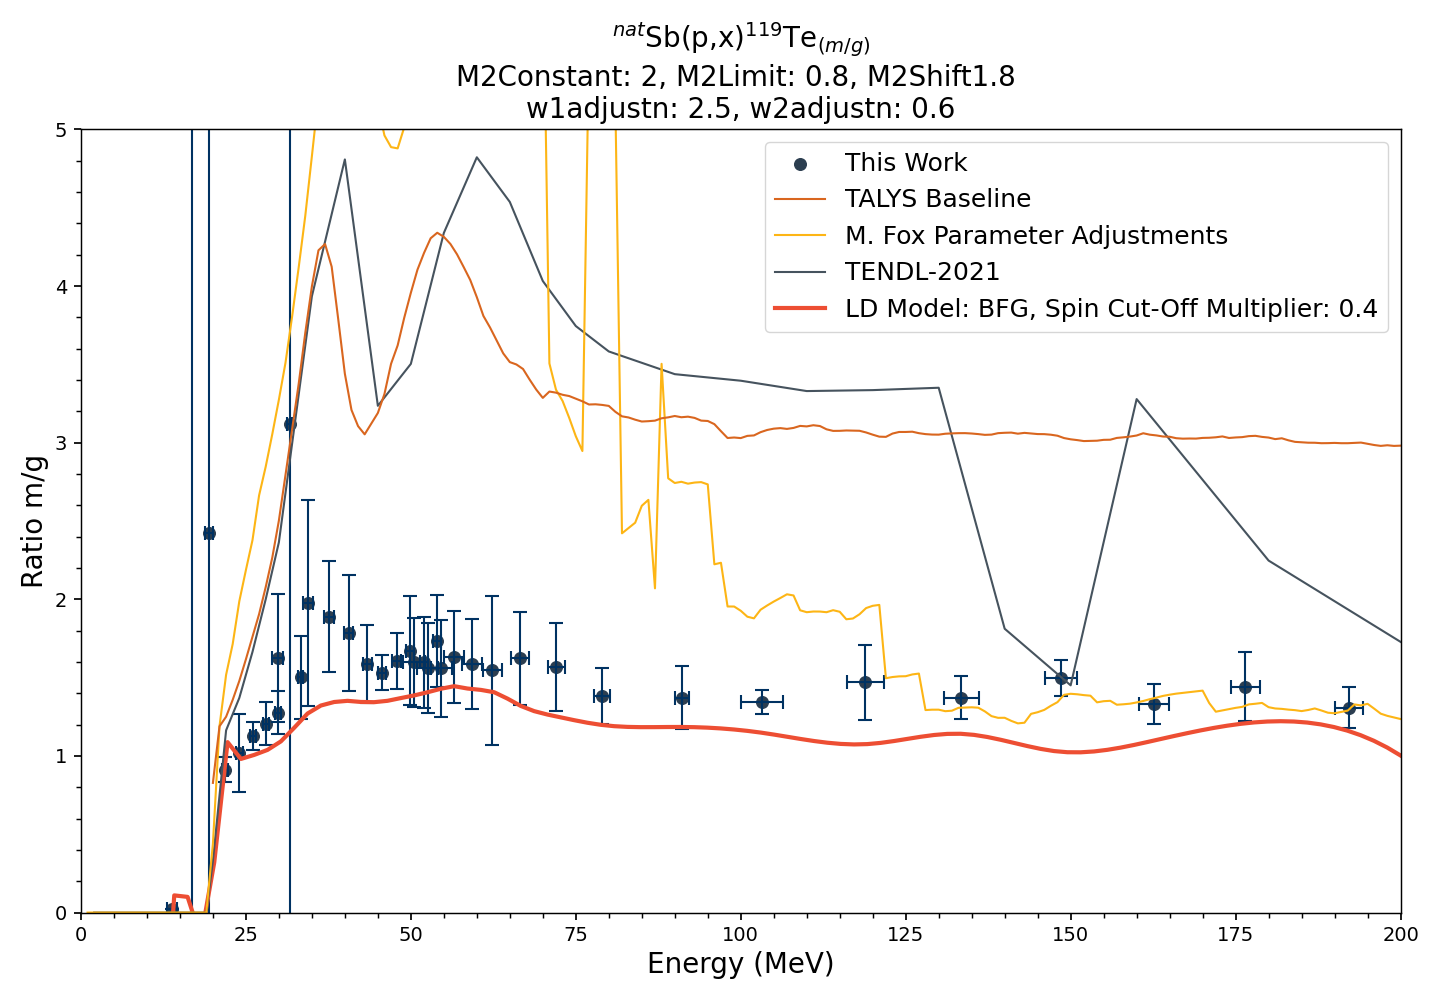 natSb(p,x)119Te(m/g)
M2Constant: 2, M2Limit: 0.8, M2Shift1.8
w1adjustn: 2.5, w2adjustn: 0.6
This Work
TALYS Baseline
M. Fox Parameter Adjustments
TENDL-2021
LD Model: BFG, Spin Cut-Off Multiplier: 0.4
Ratio m/g
5
4
3
2
1
0
0 25 50 75 100 125 150 175 200
Energy (MeV)